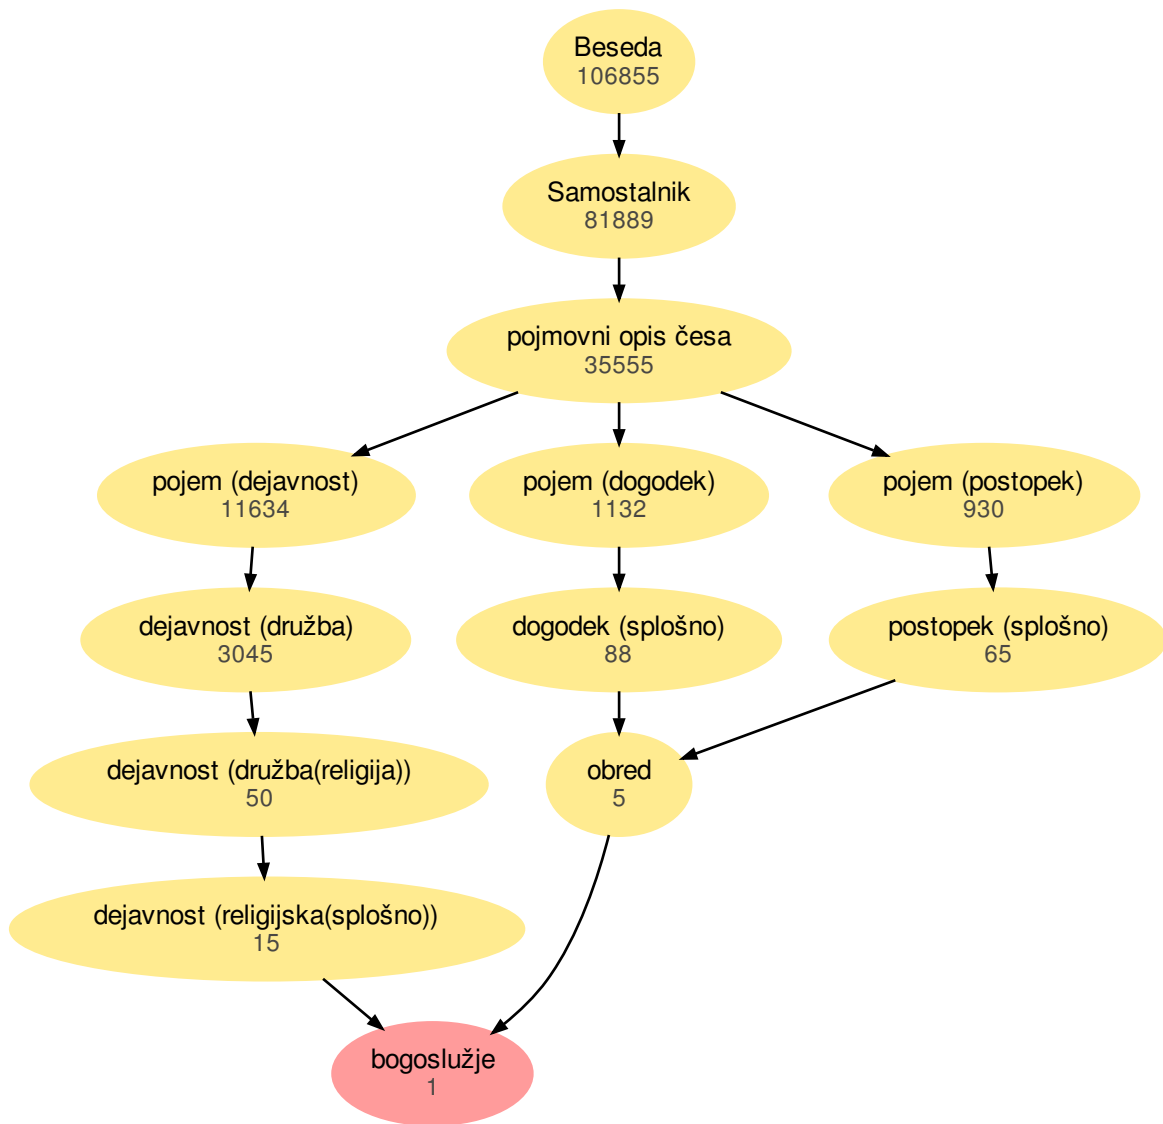 Beseda
106855
Samostalnik
81889
pojmovni opis česa
35555
pojem (dejavnost)
11634
pojem (dogodek)
1132
pojem (postopek)
930
dejavnost (družba)
3045
dogodek (splošno)
88
postopek (splošno)
65
dejavnost (družba(religija))
50
obred
5
dejavnost (religijska(splošno))
15
bogoslužje
1